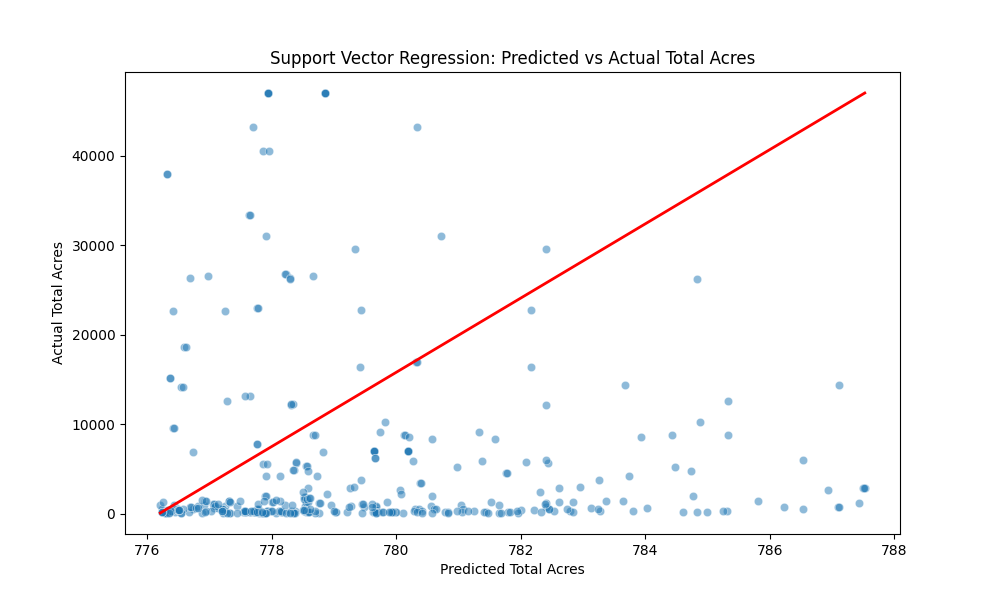 Support Vector Regression: Predicted vs Actual Total Acres
Actual Total Acres
40000
30000
20000
10000
0
776 778 780 782 784 786 788
Predicted Total Acres